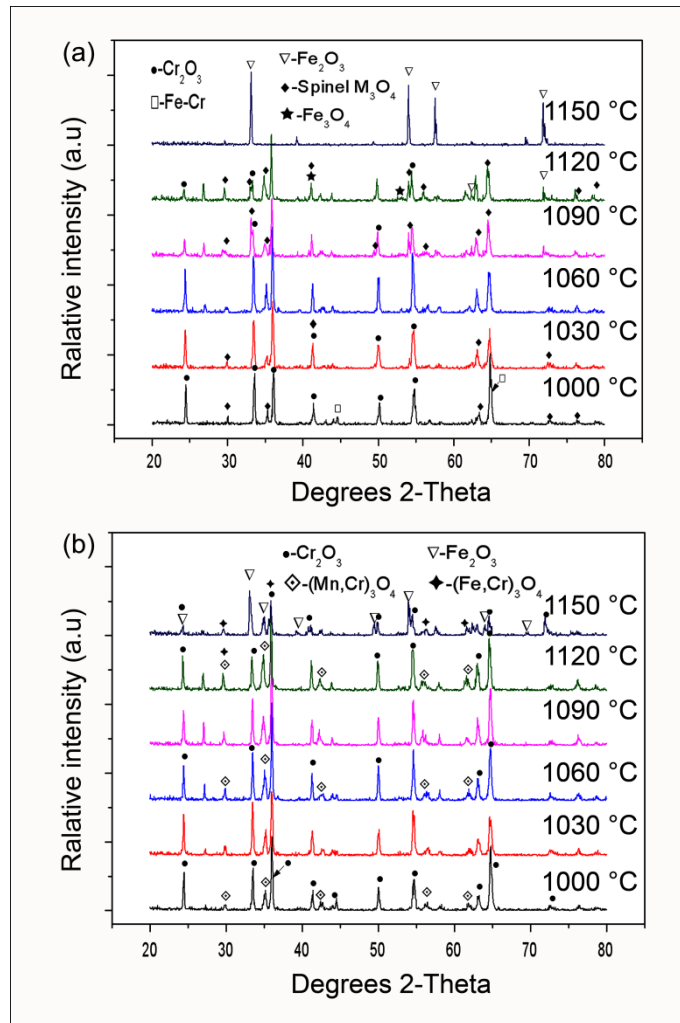 (a)
▽-Fe₂O₃
●-Cr₂O₃
♦-Spinel M₃O₄
□-Fe-Cr
★-Fe₃O₄
1150 °C
1120 °C
1090 °C
1060 °C
1030 °C
1000 °C
Ralative intensity (a.u)
20 30 40 50 60 70 80
Degrees 2-Theta
(b)
●-Cr₂O₃ ▽-Fe₂O₃
◈-(Mn,Cr)₃O₄ ✦-(Fe,Cr)₃O₄
1150 °C
1120 °C
1090 °C
1060 °C
1030 °C
1000 °C
Ralative intensity (a.u)
20 30 40 50 60 70 80
Degrees 2-Theta